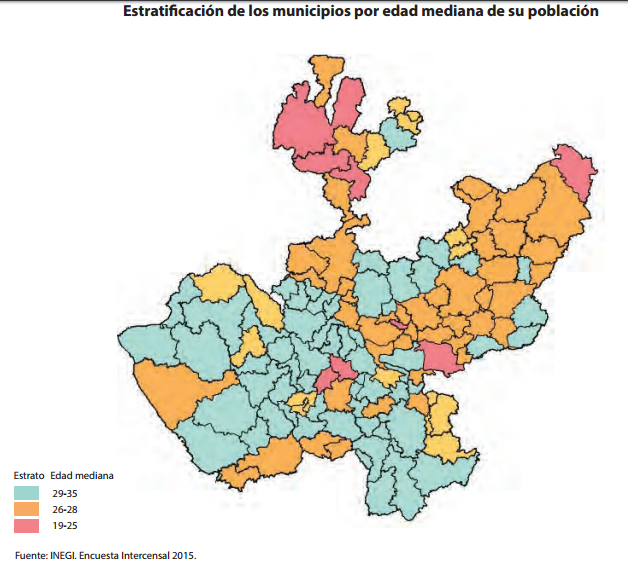 Estratificación de los municipios por edad mediana de su población
Estrato Edad mediana
29-35
26-28
19-25
Fuente: INEGI. Encuesta Intercensal 2015.